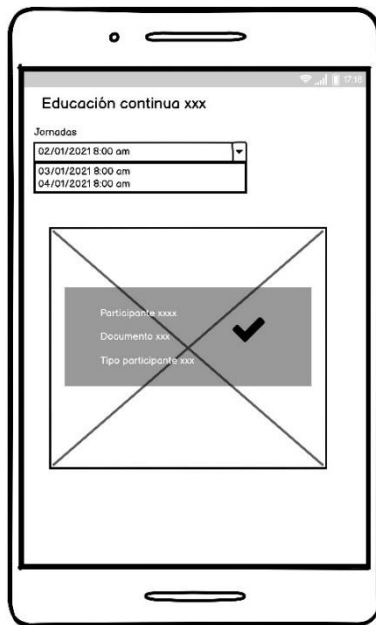 17:18
Educación continua xxx
Jornadas
02/01/2021 8:00 am
03/01/2021 8:00 am
04/01/2021 8:00 am
Participante xxxx
Documento xxx
Tipo participante xxx